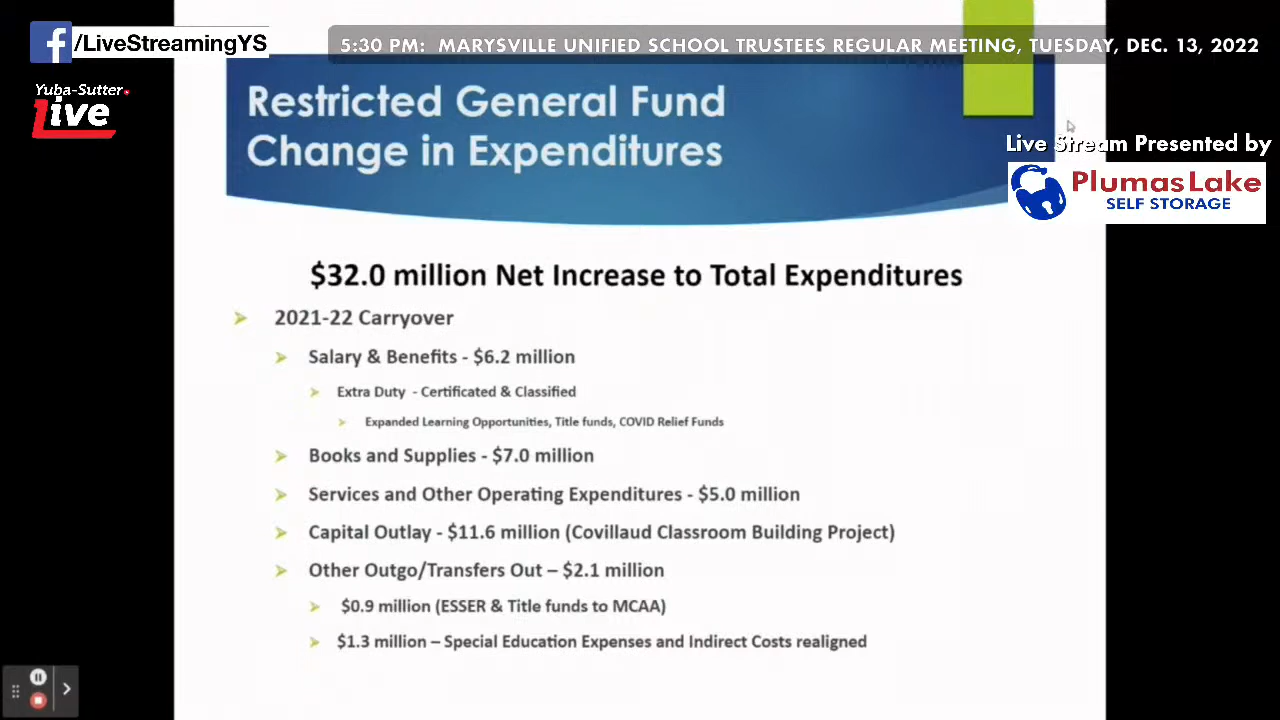 /LiveStreamingYS
5:30 PM: MARYSVILLE UNIFIED SCHOOL TRUSTEES REGULAR MEETING, TUESDAY, DEC. 13, 2022
Yuba-Sutter
Live
Restricted General Fund
Change in Expenditures
Live Stream Presented by
Plumas Lake
SELF STORAGE
$32.0 million Net Increase to Total Expenditures
2021-22 Carryover
Salary & Benefits - $6.2 million
Extra Duty - Certificated & Classified
Expanded Learning Opportunities, Title funds, COVID Relief Funds
Books and Supplies - $7.0 million
Services and Other Operating Expenditures - $5.0 million
Capital Outlay - $11.6 million (Covillaud Classroom Building Project)
Other Outgo/Transfers Out – $2.1 million
$0.9 million (ESSER & Title funds to MCAA)
$1.3 million – Special Education Expenses and Indirect Costs realigned